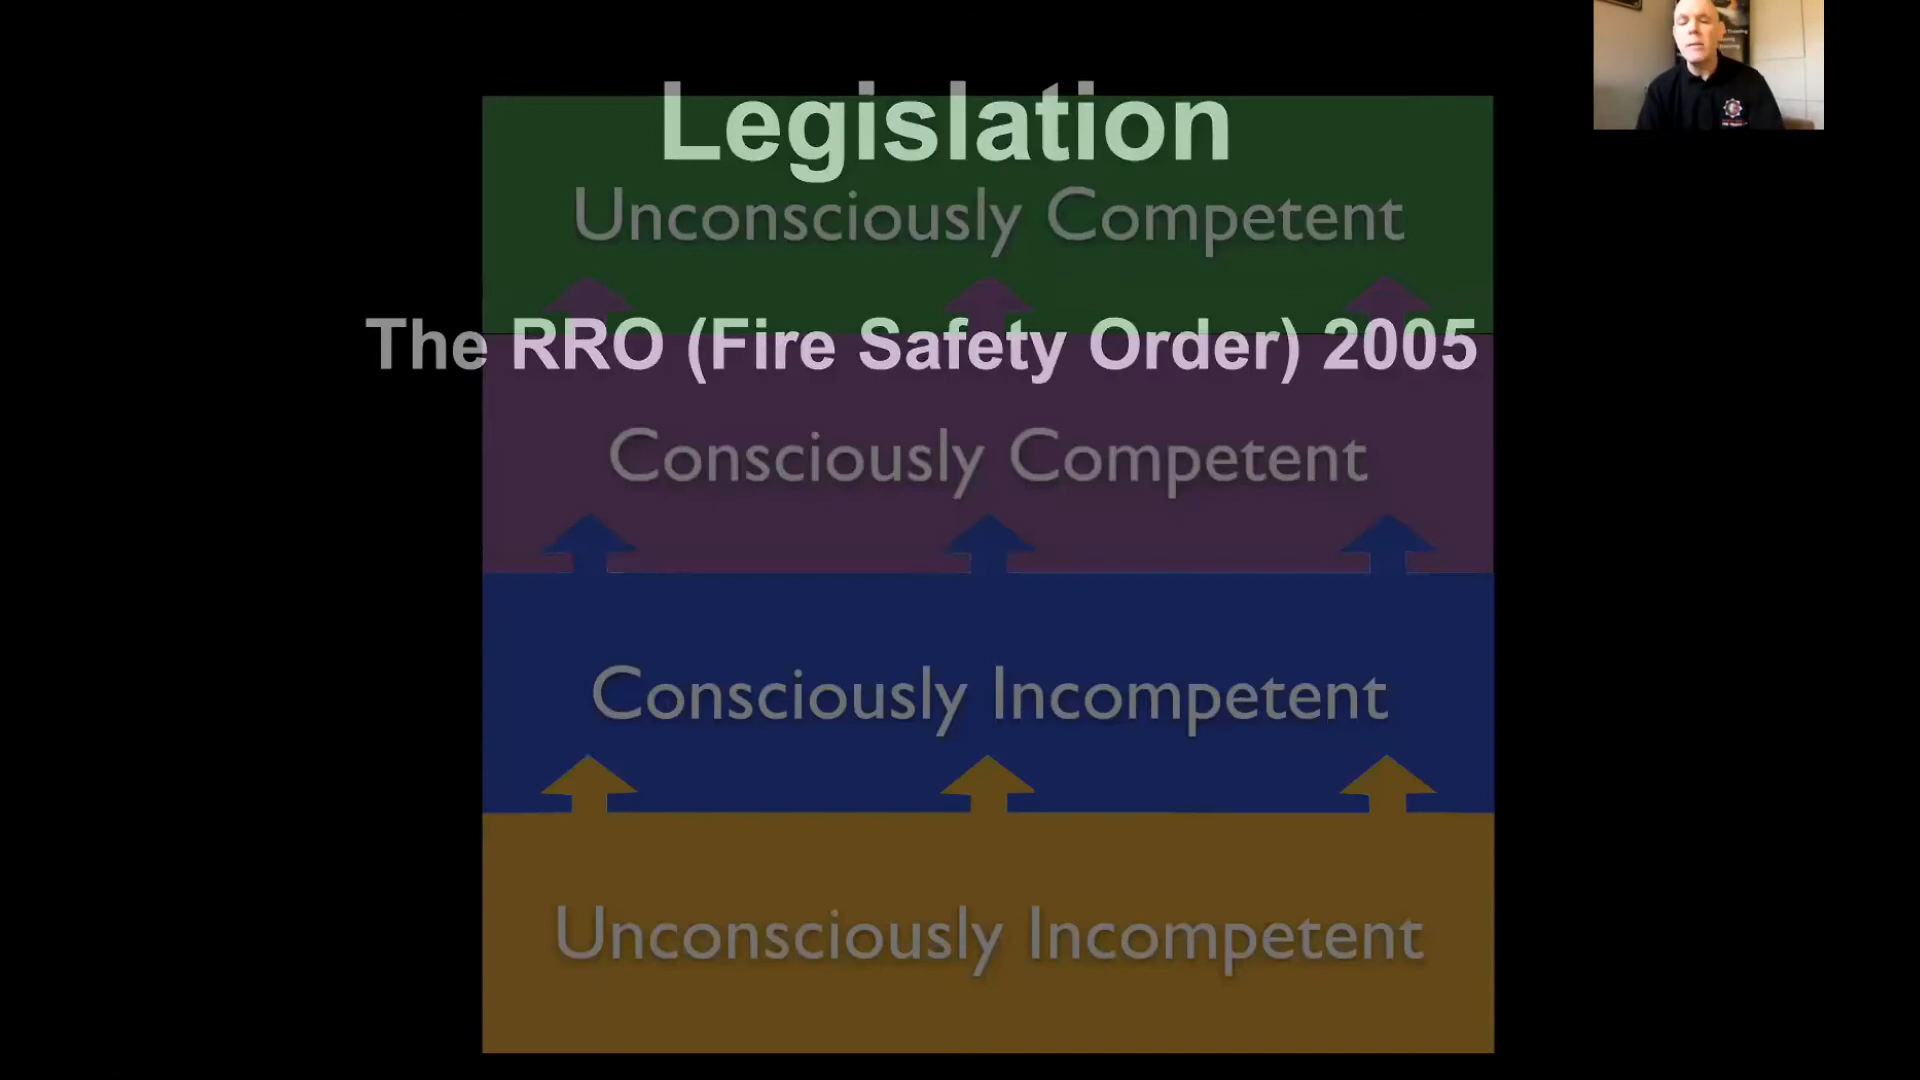 Legislation
Unconsciously Competent
The RRO (Fire Safety Order) 2005
Consciously Competent
Consciously Incompetent
Unconsciously Incompetent